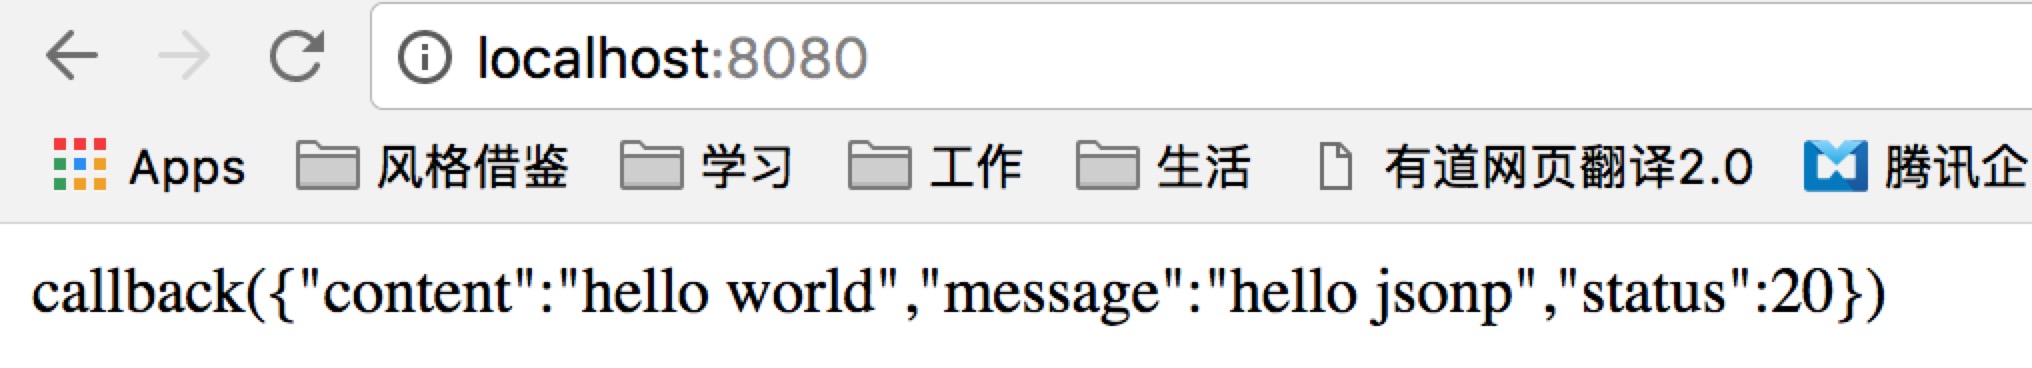 localhost:8080
Apps 风格借鉴 学习 工作 生活 有道网页翻译2.0 腾讯企
callback({"content":"hello world","message":"hello jsonp","status":20})